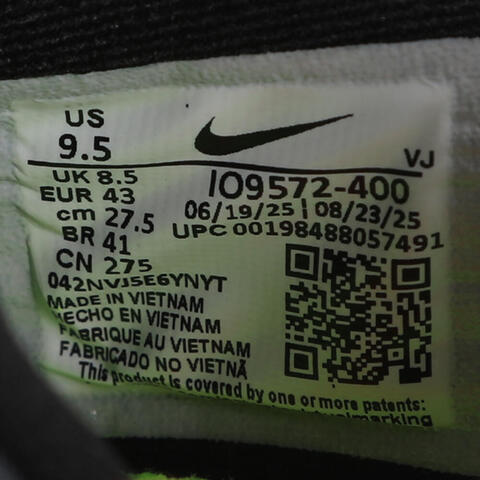 US
9.5
VJ
UK 8.5
IO9572-400
EUR 43
06/19/25 | 08/23/25
cm 27.5
UPC 00198488057491
BR 41
CN 275
042NVJ5E6YNYT
MADE IN VIETNAM
HECHO EN VIETNAM
FABRIQUE AU VIETNAM
FABRICADO NO VIETNÃ
This product is covered by one or more patents: